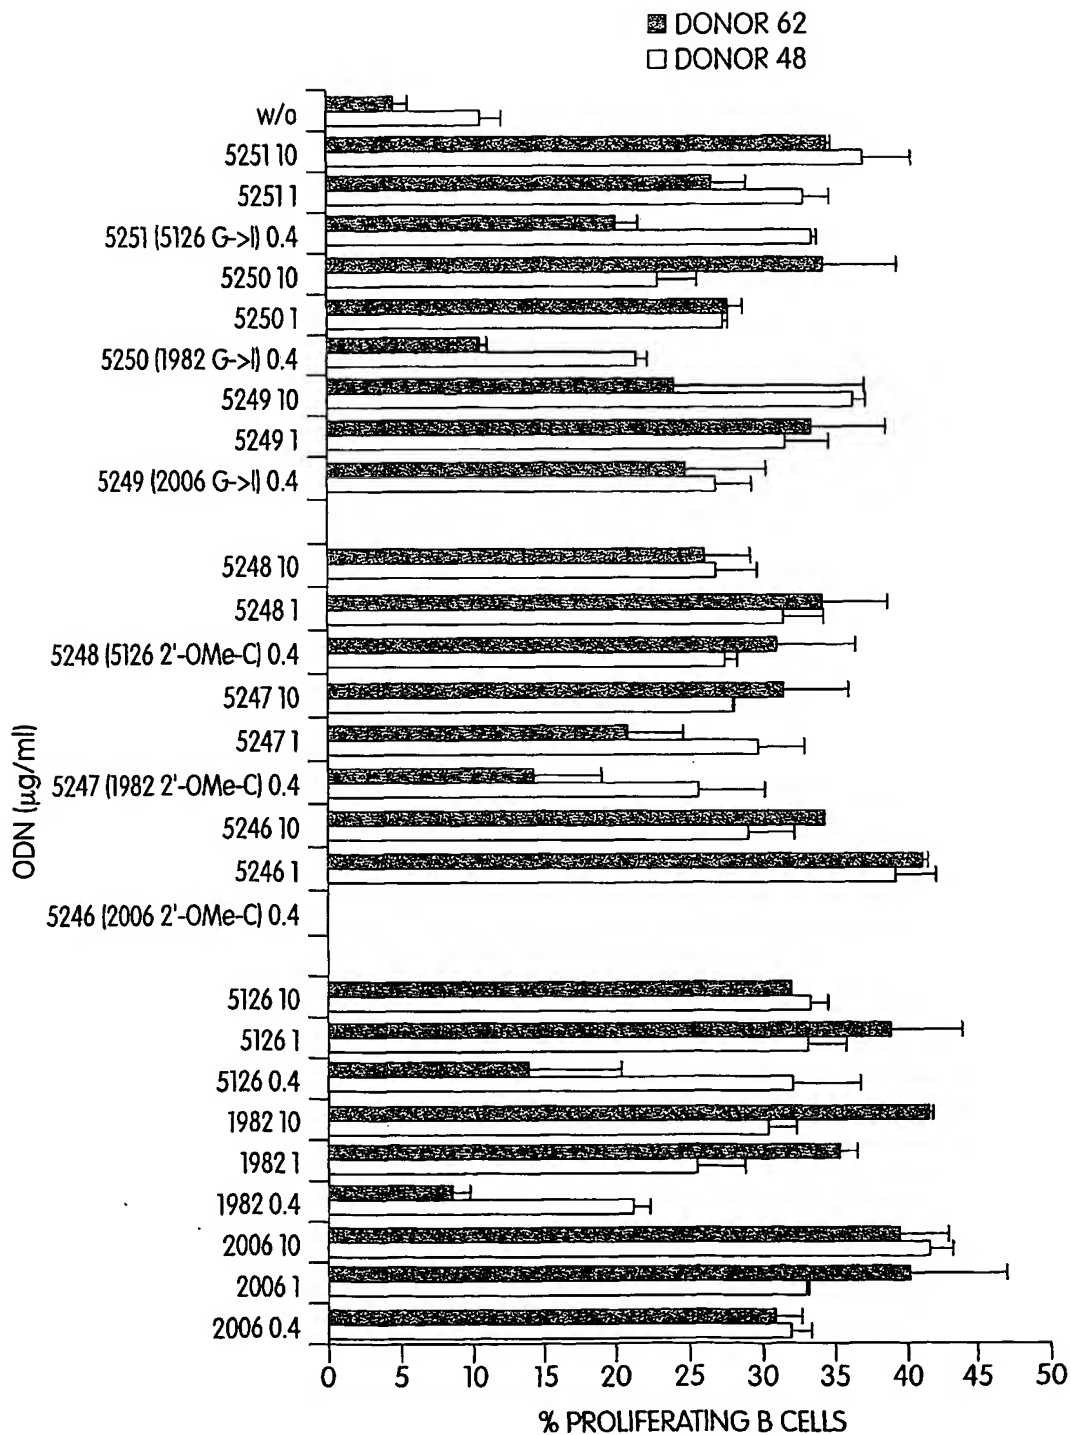 DONOR 62
DONOR 48
w/o
5251 10
5251 1
5251 (5126 G->I) 0.4
5250 10
5250 1
5250 (1982 G->I) 0.4
5249 10
5249 1
5249 (2006 G->I) 0.4
5248 10
5248 1
5248 (5126 2'-OMe-C) 0.4
5247 10
5247 1
5247 (1982 2'-OMe-C) 0.4
5246 10
5246 1
5246 (2006 2'-OMe-C) 0.4
5126 10
5126 1
5126 0.4
1982 10
1982 1
1982 0.4
2006 10
2006 1
2006 0.4
ODN (µg/ml)
0 5 10 15 20 25 30 35 40 45 50
% PROLIFERATING B CELLS